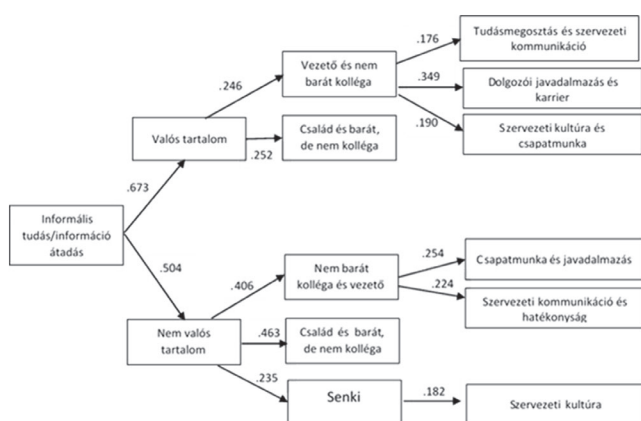 Tudásmegosztás és szervezeti
kommunikáció
.176
Vezető és nem
barát kolléga
.349
Dolgozói javadalmazás és
karrier
.246
.190
Valós tartalom
Család és barát,
de nem kolléga
Szervezeti kultúra és
csapatmunka
.252
.673
Informális
tudás/információ
átadás
.504
Nem barát
kolléga és vezető
.254
Csapatmunka és javadalmazás
.406
.224
Szervezeti kommunikáció és
hatékonyság
Nem valós
tartalom
.463
Család és barát,
de nem kolléga
.235
Senki
.182
Szervezeti kultúra